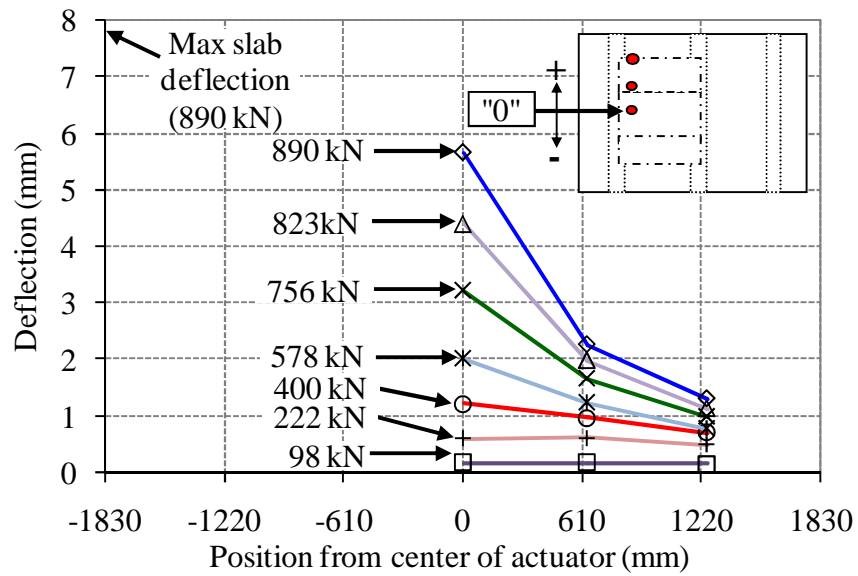 8
Max slab
deflection
(890 kN)
7
+
6
"0"
-
890 kN
5
823kN
4
756 kN
3
578 kN
2
400 kN
1
222 kN
98 kN
0
Deflection (mm)
-1830 -1220 -610 0 610 1220 1830
Position from center of actuator (mm)